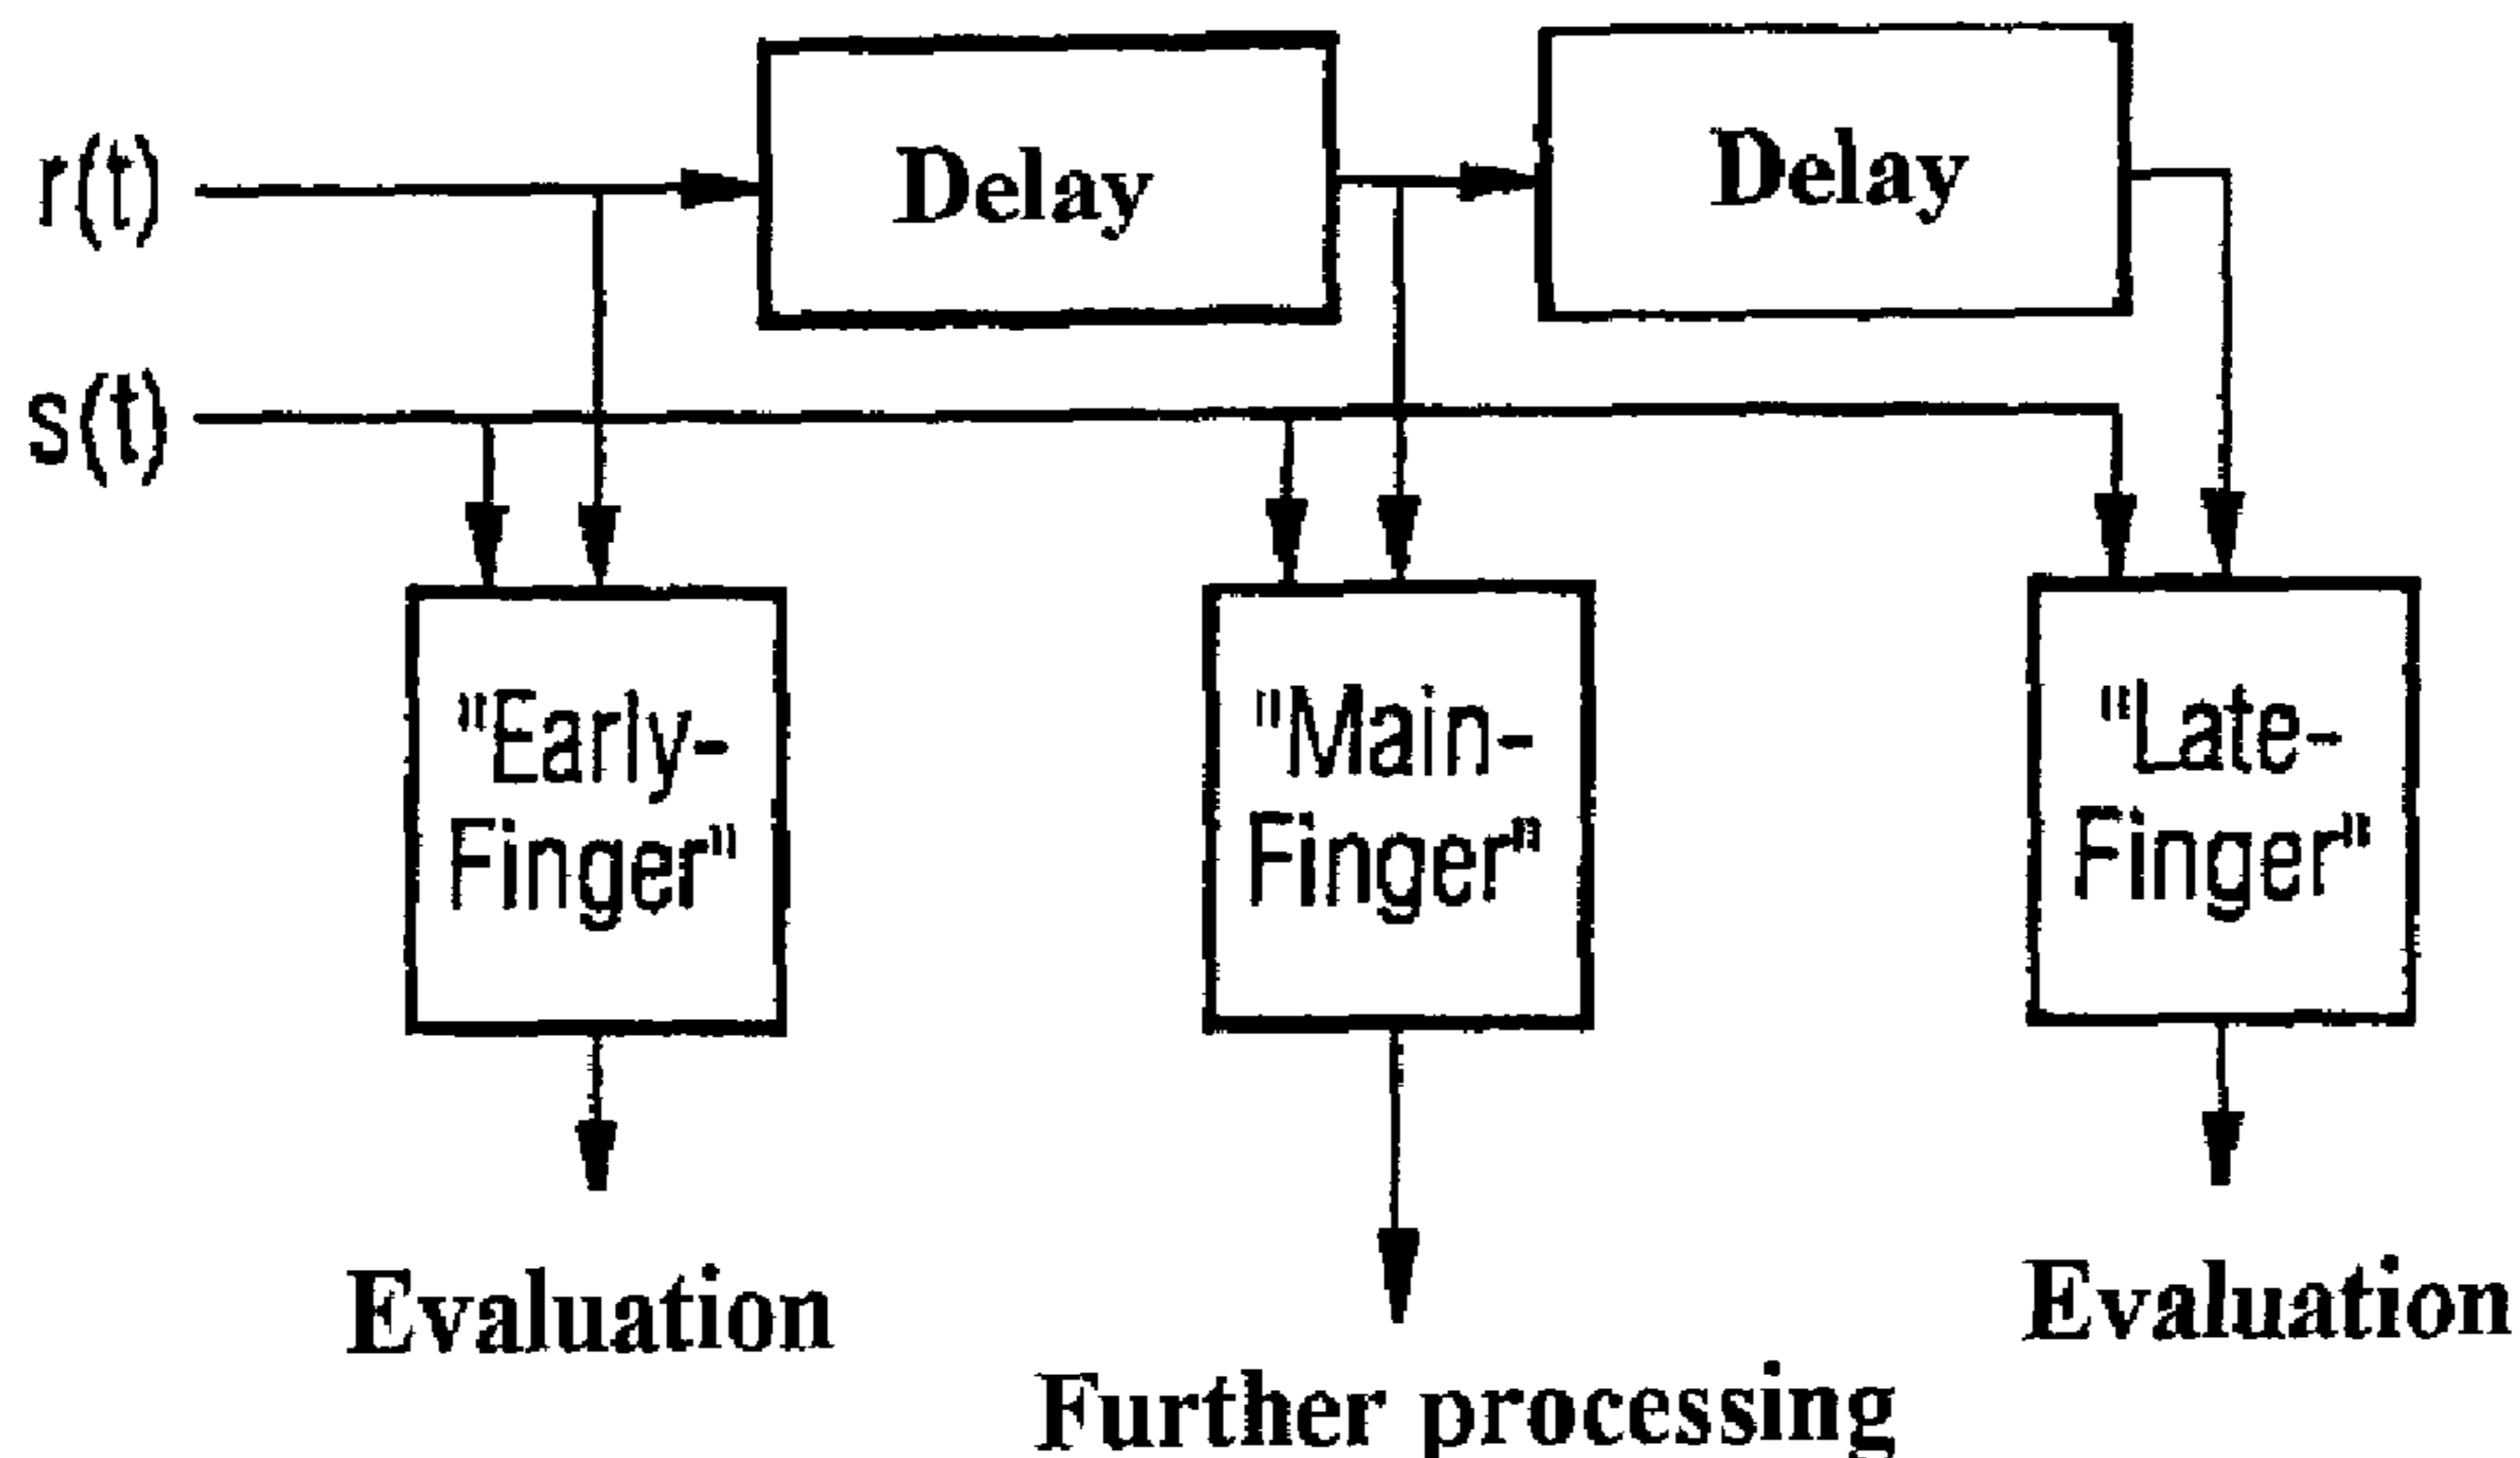 r(t)
Delay
Delay
s(t)
"Early-
Finger"
"Main-
Finger"
"Late-
Finger"
Evaluation
Evaluation
Further processing